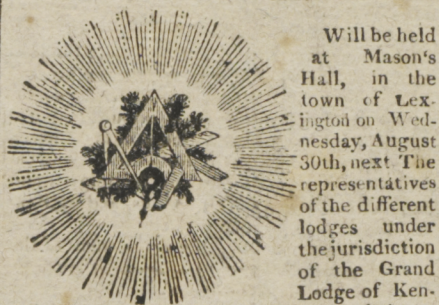 Will be held
at Mason's
Hall, in the
town of Lex-
ington on Wed-
nesday, August
30th, next The
representatives
of the different
lodges under
the jurisdiction
of the Grand
Lodge of Ken-